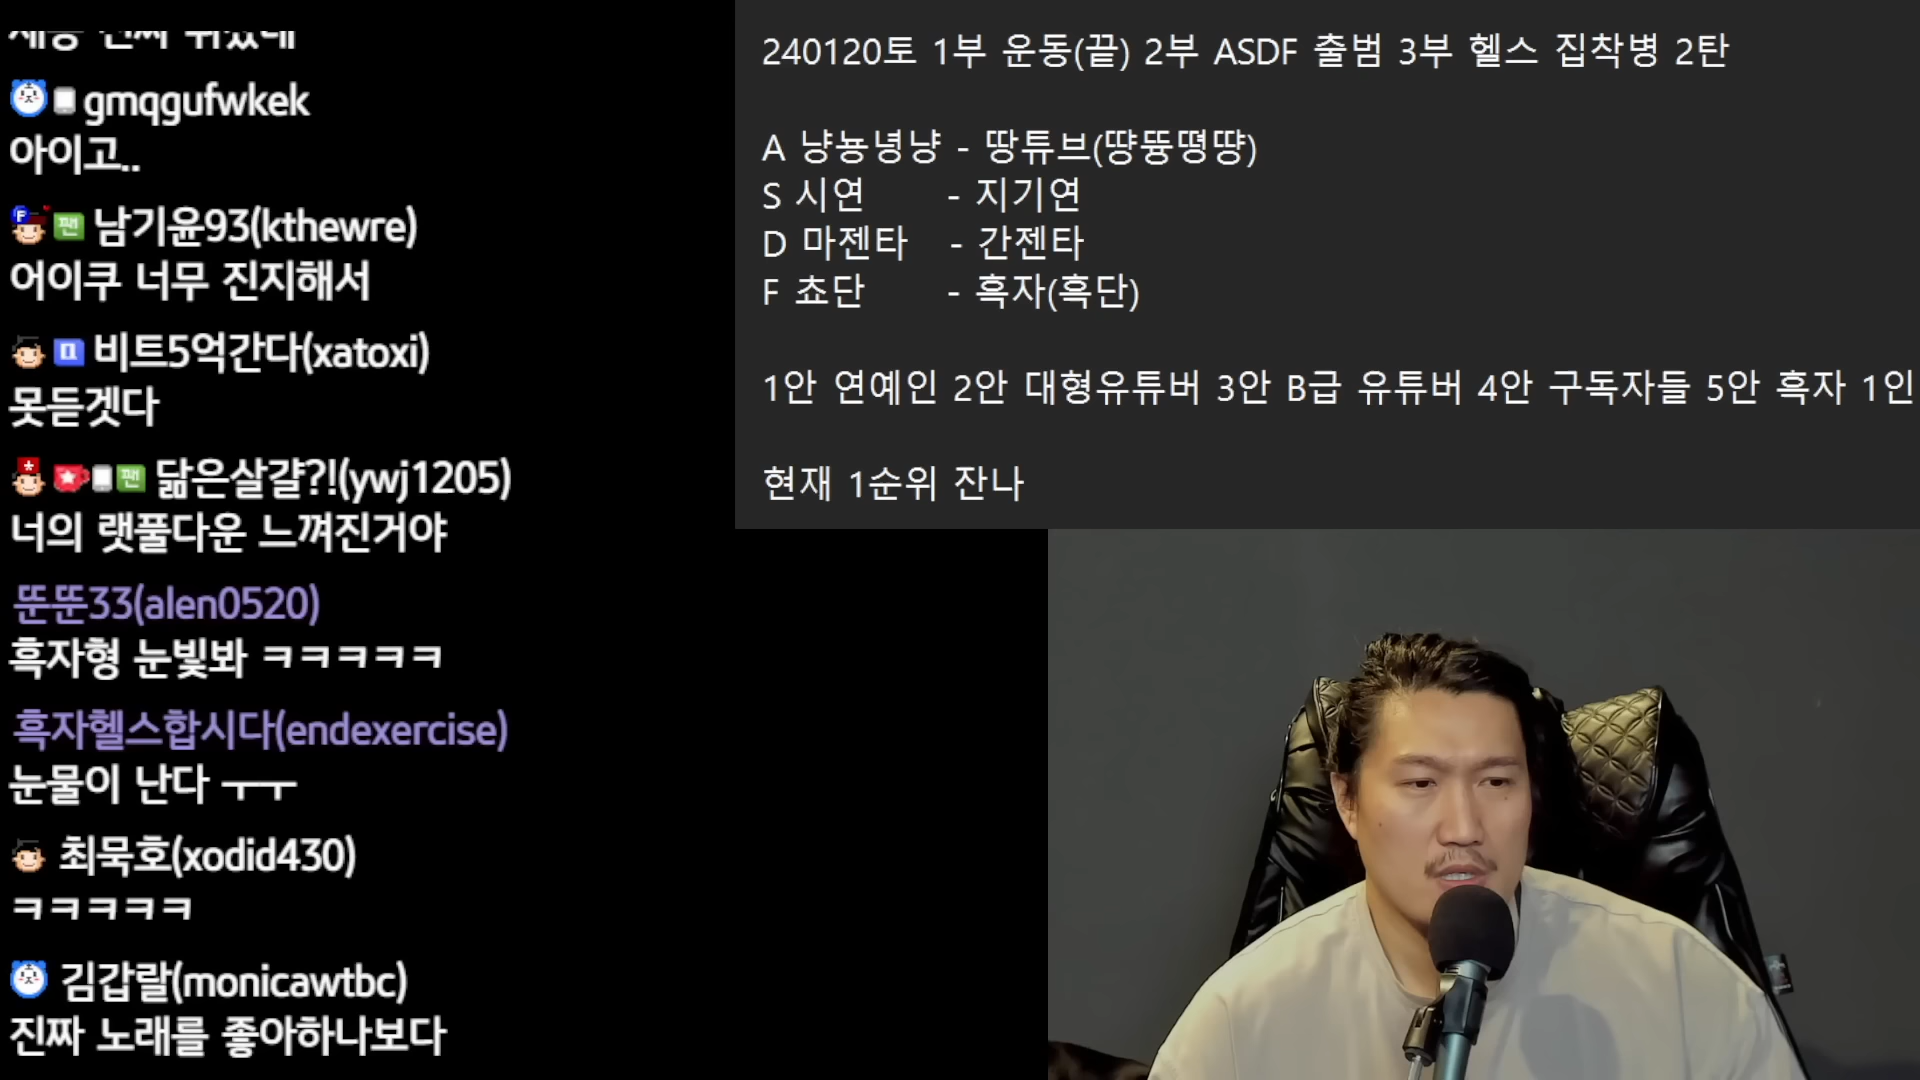 gmqgufwkek
아이고..
남기윤93(kthewre)
어이쿠 너무 진지해서
비트5억간다(xatoxi)
못듣겟다
닮은살걀?!(ywj1205)
너의 랫풀다운 느껴진거야
뚠뚠33(alen0520)
흑자형 눈빛봐 ㅋㅋㅋㅋㅋ
흑자헬스합시다(endexercise)
눈물이 난다 ㅜㅜ
최묵호(xodid430)
ㅋㅋㅋㅋㅋ
김갑랄(monicawtbc)
진짜 노래를 좋아하나보다
240120토 1부 운동(끝) 2부 ASDF 출범 3부 헬스 집착병 2탄
A 냥뇽녕냥 - 땅튜브(땽뜡뗭땽)
S 시연 - 지기연
D 마젠타 - 간젠타
F 쵸단 - 흑자(흑단)
1안 연예인 2안 대형유튜버 3안 B급 유튜버 4안 구독자들 5안 흑자 1인
현재 1순위 잔나